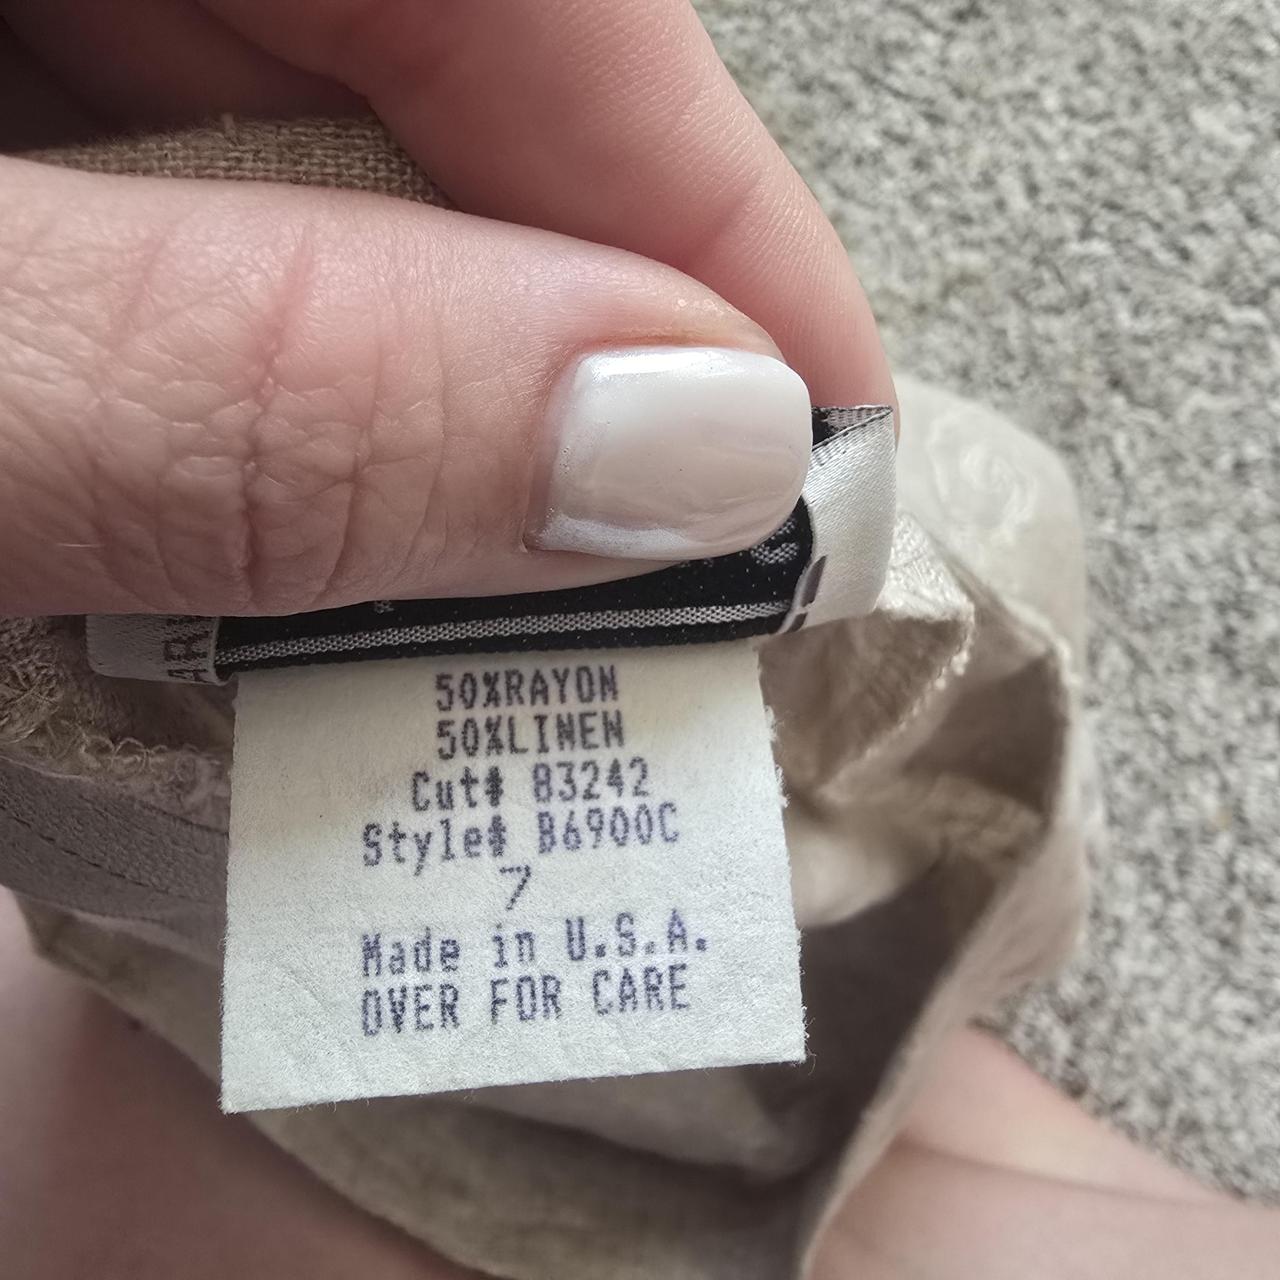 50%RAYON
50%LINEN
Cut# 83242
Style# B6900C
7
Made in U.S.A.
OVER FOR CARE